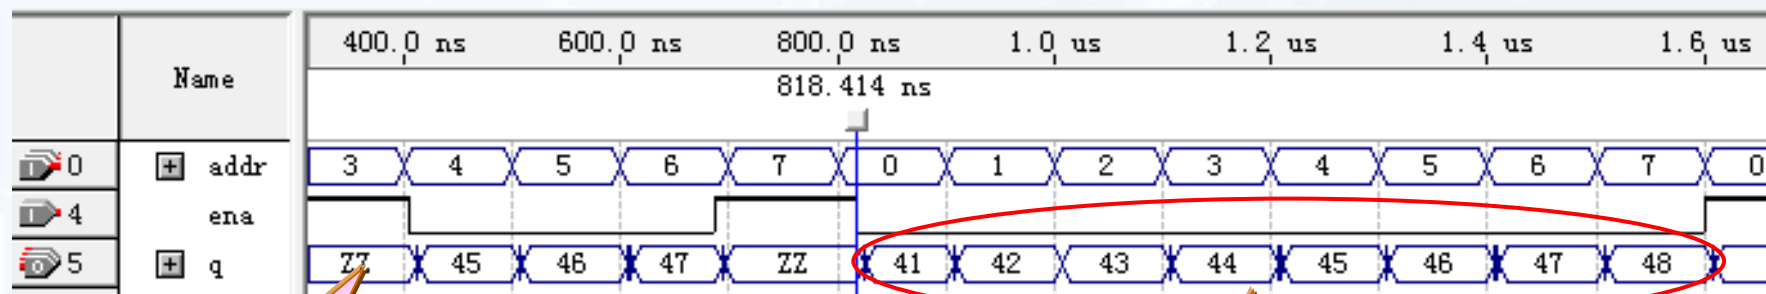 400.0 ns 600.0 ns 800.0 ns 1.0 us 1.2 us 1.4 us 1.6 us
Name
818.414 ns
0 addr 3 4 5 6 7 0 1 2 3 4 5 6 7 0
4 ena
5 q ZZ 45 46 47 ZZ 41 42 43 44 45 46 47 48